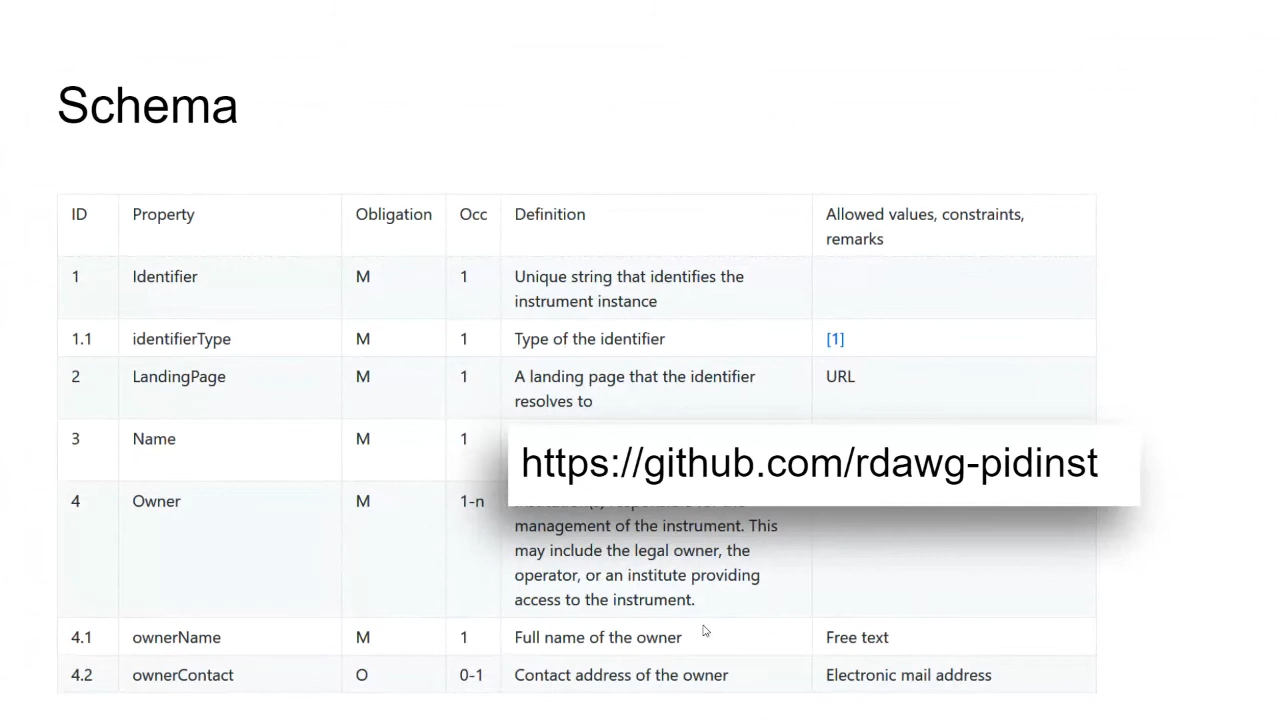 Schema
ID Property Obligation Occ Definition Allowed values, constraints,
remarks
1 Identifier M 1 Unique string that identifies the
instrument instance
1.1 identifierType M 1 Type of the identifier [1]
2 LandingPage M 1 A landing page that the identifier URL
resolves to
3 Name M 1
https://github.com/rdawg-pidinst
4 Owner M 1-n
management of the instrument. This
may include the legal owner, the
operator, or an institute providing
access to the instrument.
4.1 ownerName M 1 Full name of the owner Free text
4.2 ownerContact O 0-1 Contact address of the owner Electronic mail address